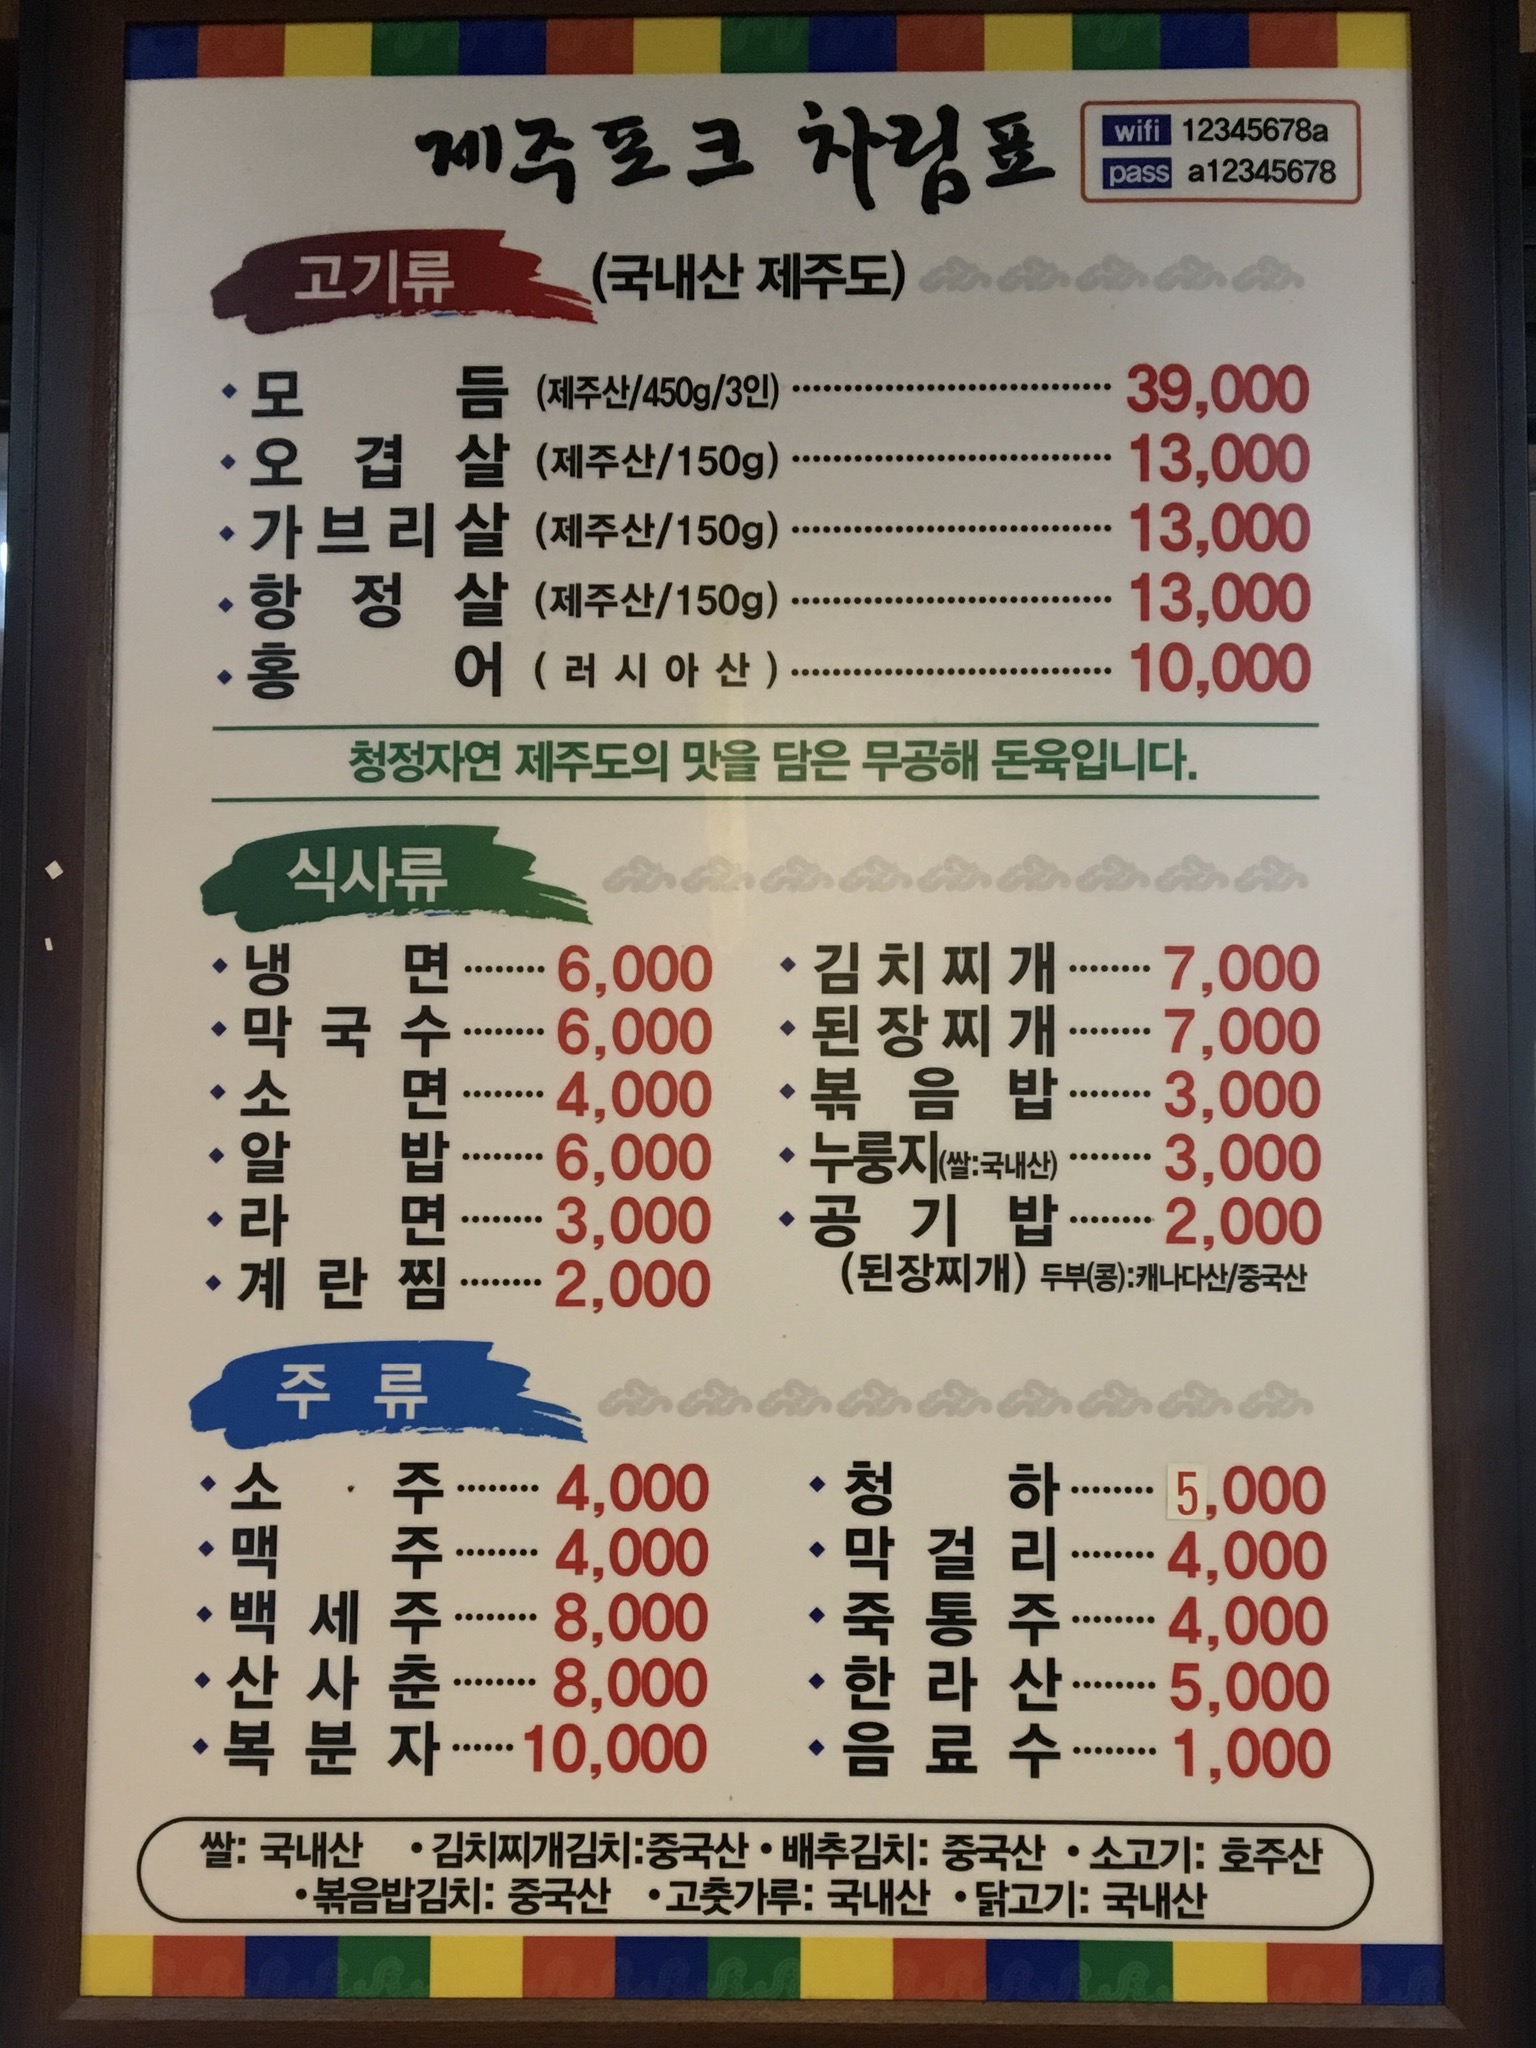 제주포크 차림표
wifi 12345678a
pass a12345678
고기류 (국내산 제주도)
모듬 (제주산/450g/3인) 39,000
오겹살 (제주산/150g) 13,000
가브리살 (제주산/150g) 13,000
항정살 (제주산/150g) 13,000
홍어 (러시아산) 10,000
청정자연 제주도의 맛을 담은 무공해 돈육입니다.
식사류
냉면 6,000
막국수 6,000
소면 4,000
알밥 6,000
라면 3,000
계란찜 2,000
김치찌개 7,000
된장찌개 7,000
볶음밥 3,000
누룽지(쌀:국내산) 3,000
공기밥 2,000
(된장찌개) 두부(콩):캐나다산/중국산
주류
소주 4,000
맥주 4,000
백세주 8,000
산사춘 8,000
복분자 10,000
청하 5,000
막걸리 4,000
죽통주 4,000
한라산 5,000
음료수 1,000
쌀: 국내산 •김치찌개김치:중국산 •배추김치: 중국산 •소고기: 호주산
•볶음밥김치: 중국산 •고춧가루: 국내산 •닭고기: 국내산